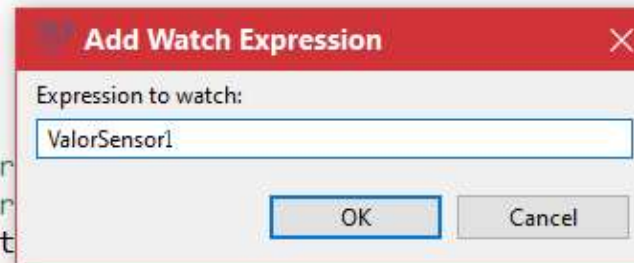 Add Watch Expression
Expression to watch:
ValorSensor1
r
r
t
OK
Cancel